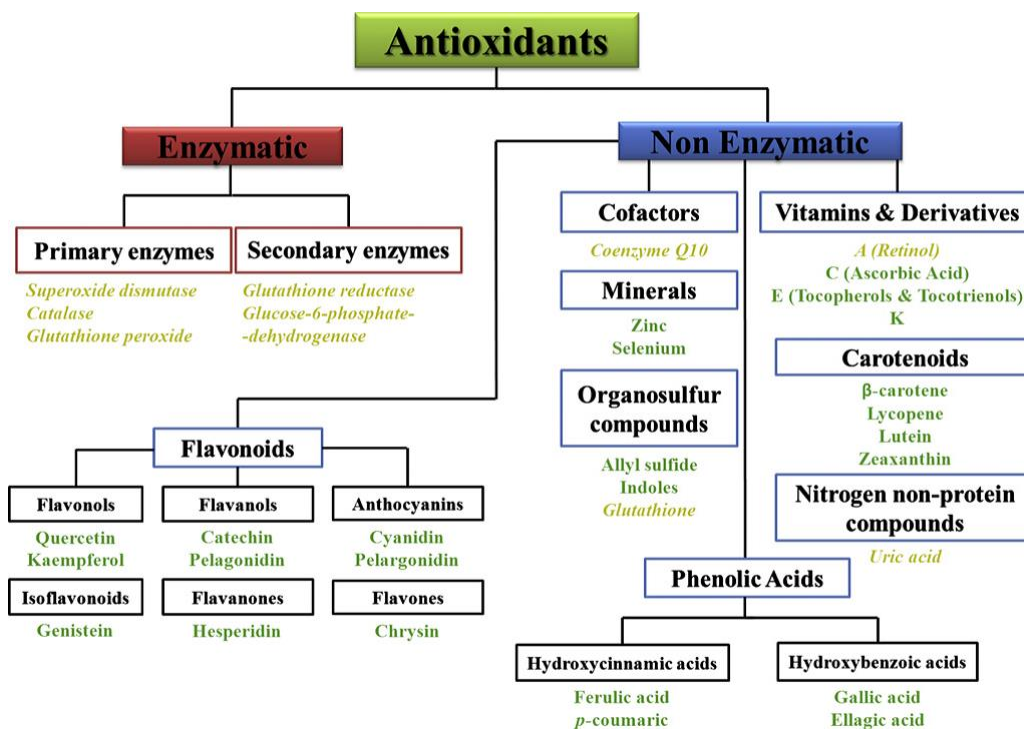 Antioxidants
Enzymatic
Non Enzymatic
Primary enzymes
Superoxide dismutase
Catalase
Glutathione peroxide
Secondary enzymes
Glutathione reductase
Glucose-6-phosphate-
-dehydrogenase
Cofactors
Coenzyme Q10
Minerals
Zinc
Selenium
Organosulfur
compounds
Allyl sulfide
Indoles
Glutathione
Vitamins & Derivatives
A (Retinol)
C (Ascorbic Acid)
E (Tocopherols & Tocotrienols)
K
Carotenoids
β-carotene
Lycopene
Lutein
Zeaxanthin
Nitrogen non-protein
compounds
Uric acid
Flavonoids
Flavonols
Quercetin
Kaempferol
Flavanols
Catechin
Pelagonidin
Anthocyanins
Cyanidin
Pelargonidin
Isoflavonoids
Genistein
Flavanones
Hesperidin
Flavones
Chrysin
Phenolic Acids
Hydroxycinnamic acids
Ferulic acid
p-coumaric
Hydroxybenzoic acids
Gallic acid
Ellagic acid